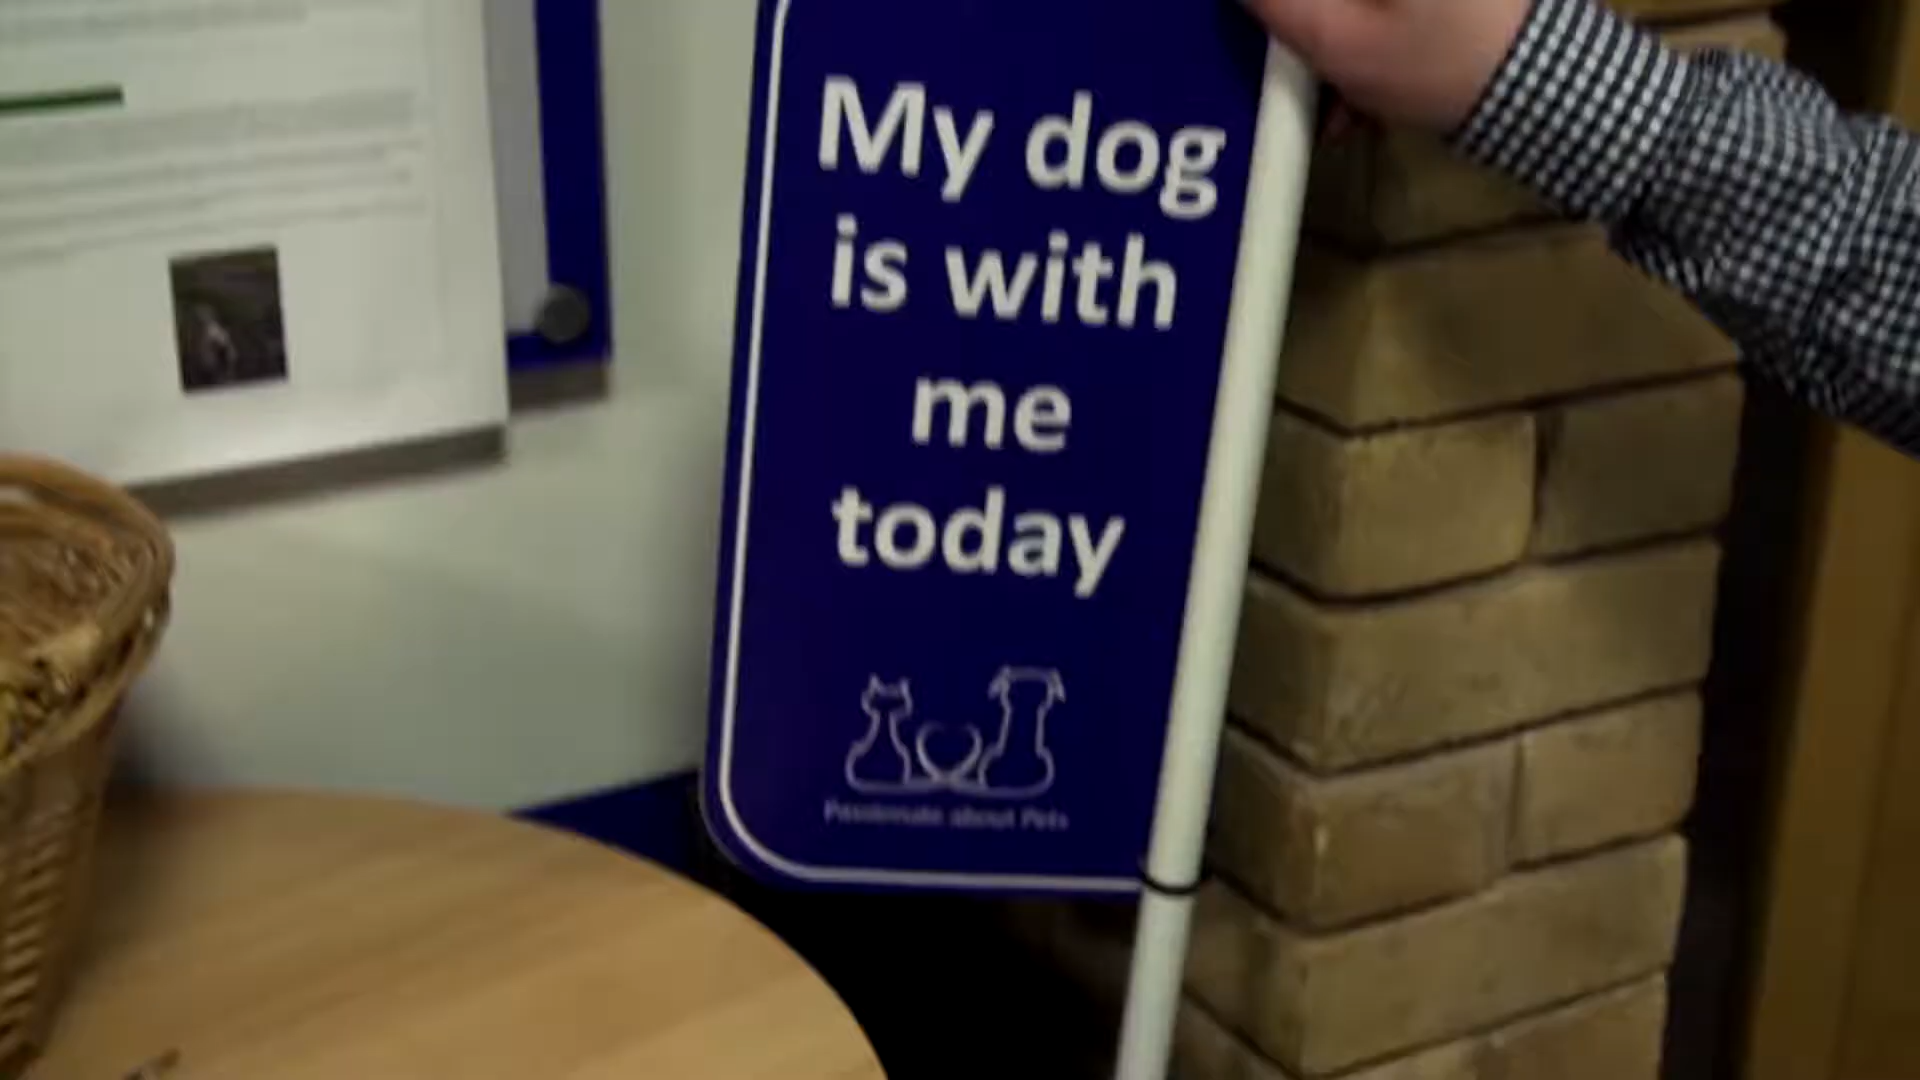 My dog
is with
me
today
Passionate about Pets